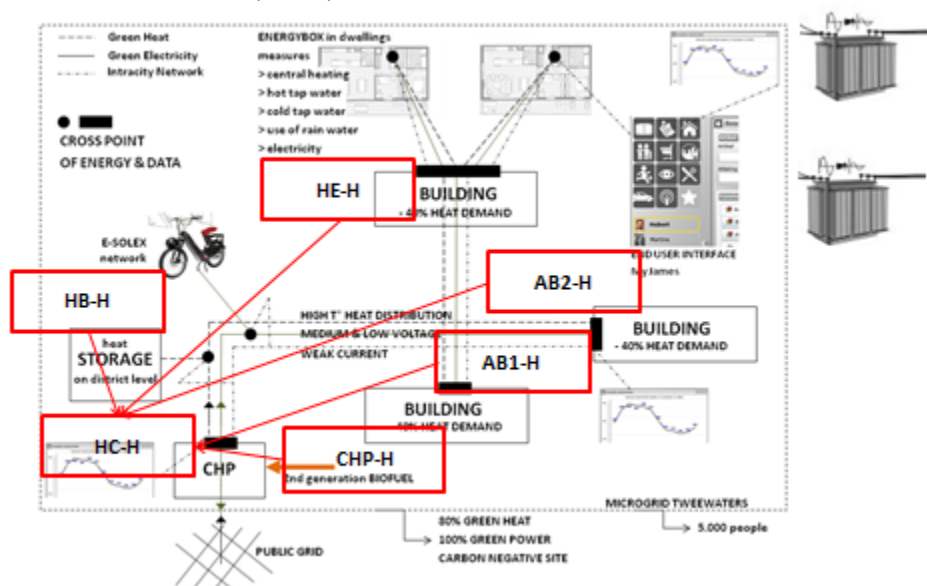 Green Heat
Green Electricity
Intracity Network
ENERGYBOX in dwellings
measures
> central heating
> hot tap water
> cold tap water
> use of rain water
> electricity
CROSS POINT
OF ENERGY & DATA
HE-H
BUILDING
- 40% HEAT DEMAND
E-SOLEX
network
END USER INTERFACE
HB-H
AB2-H
HIGH T° HEAT DISTRIBUTION
MEDIUM & LOW VOLTAGE
WEAK CURRENT
BUILDING
- 40% HEAT DEMAND
heat
STORAGE
on district level
AB1-H
BUILDING
40% HEAT DEMAND
HC-H
CHP
CHP-H
2nd generation BIOFUEL
MICROGRID TWEEWATERS
5.000 people
80% GREEN HEAT
100% GREEN POWER
CARBON NEGATIVE SITE
PUBLIC GRID